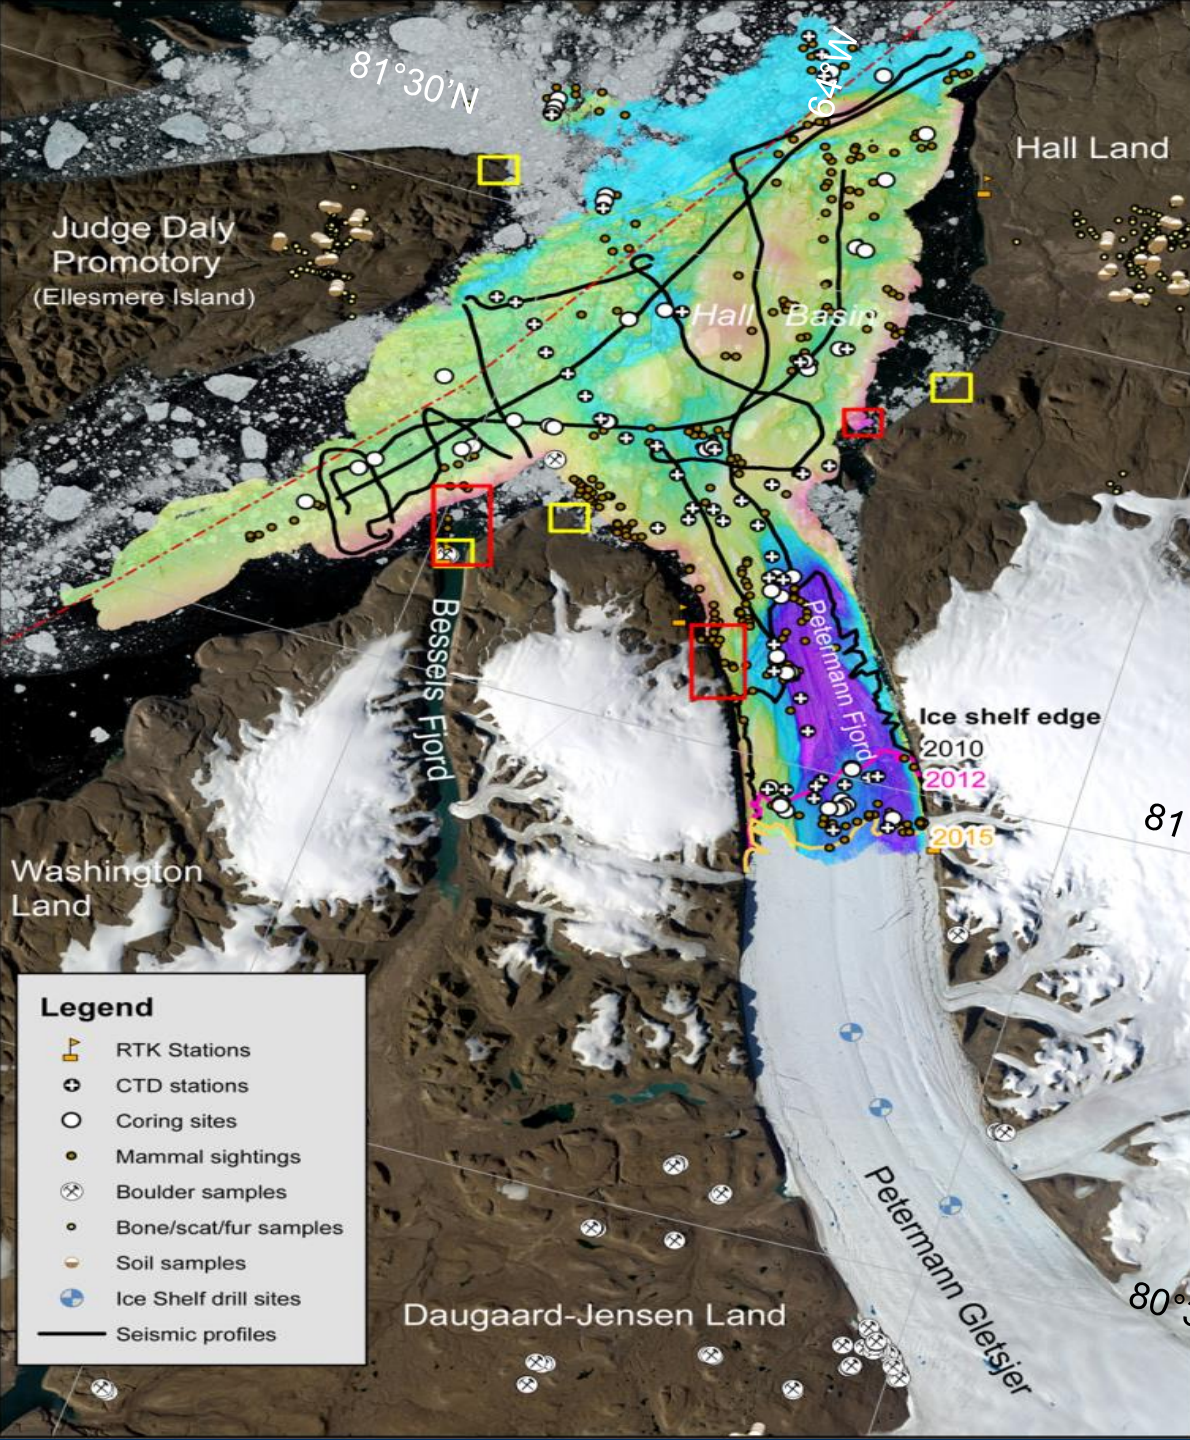 81°30'N
64°W
Hall Land
Judge Daly
Promotory
(Ellesmere Island)
Hall Basin
Petermann Fjord
Bessels Fjord
Ice shelf edge
2010
2012
2015
81
Washington
Land
Legend
RTK Stations
CTD stations
Coring sites
Mammal sightings
Boulder samples
Bone/scat/fur samples
Soil samples
Ice Shelf drill sites
Seismic profiles
Petermann Gletsjer
80°
Daugaard-Jensen Land